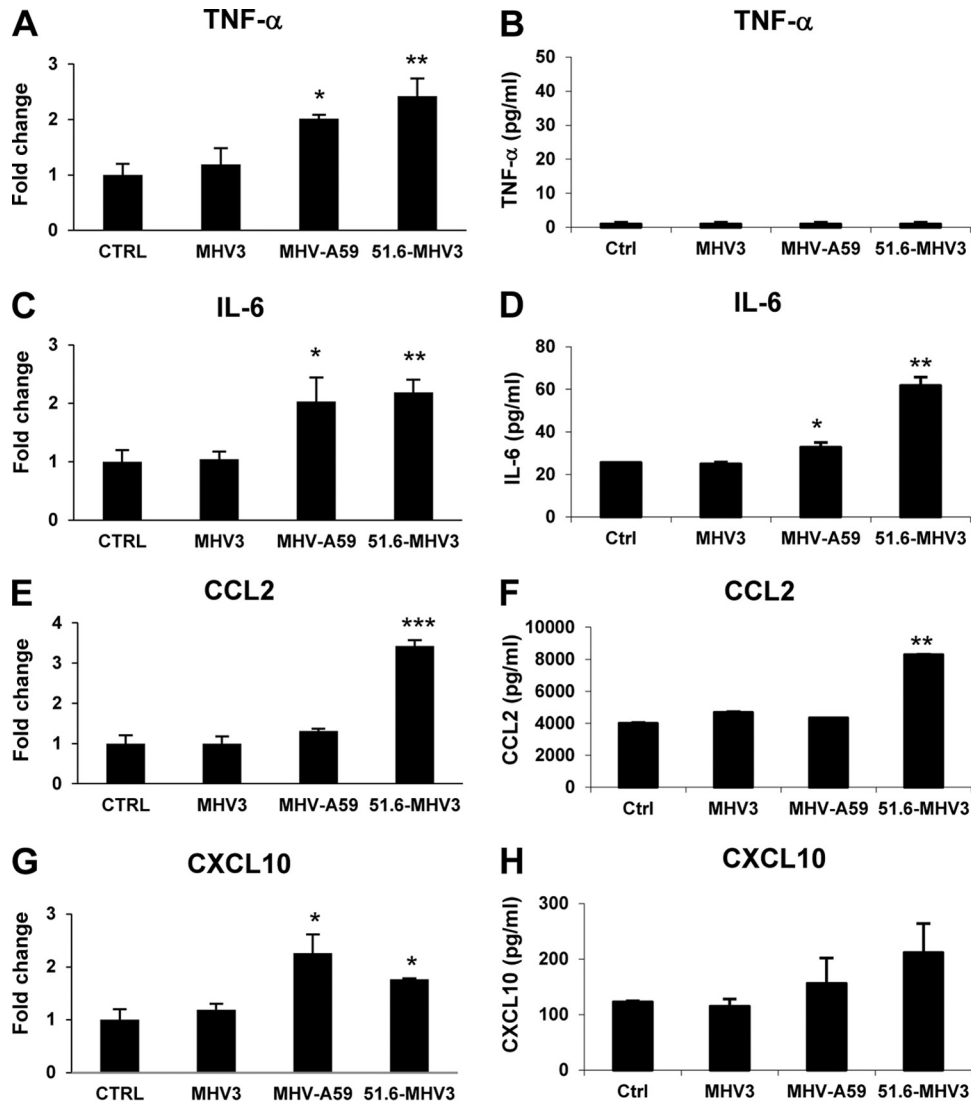 A
TNF-α
Fold change
3
2
1
0
*
**
CTRL MHV3 MHV-A59 51.6-MHV3
B
TNF-α
TNF-α (pg/ml)
50
40
30
20
10
0
Ctrl MHV3 MHV-A59 51.6-MHV3
C
IL-6
Fold change
3
2
1
0
*
**
CTRL MHV3 MHV-A59 51.6-MHV3
D
IL-6
IL-6 (pg/ml)
80
60
40
20
0
*
**
Ctrl MHV3 MHV-A59 51.6-MHV3
E
CCL2
Fold change
4
3
2
1
0
***
CTRL MHV3 MHV-A59 51.6-MHV3
F
CCL2
CCL2 (pg/ml)
10000
8000
6000
4000
2000
0
**
Ctrl MHV3 MHV-A59 51.6-MHV3
G
CXCL10
Fold change
3
2
1
0
*
*
CTRL MHV3 MHV-A59 51.6-MHV3
H
CXCL10
CXCL10 (pg/ml)
300
200
100
0
Ctrl MHV3 MHV-A59 51.6-MHV3